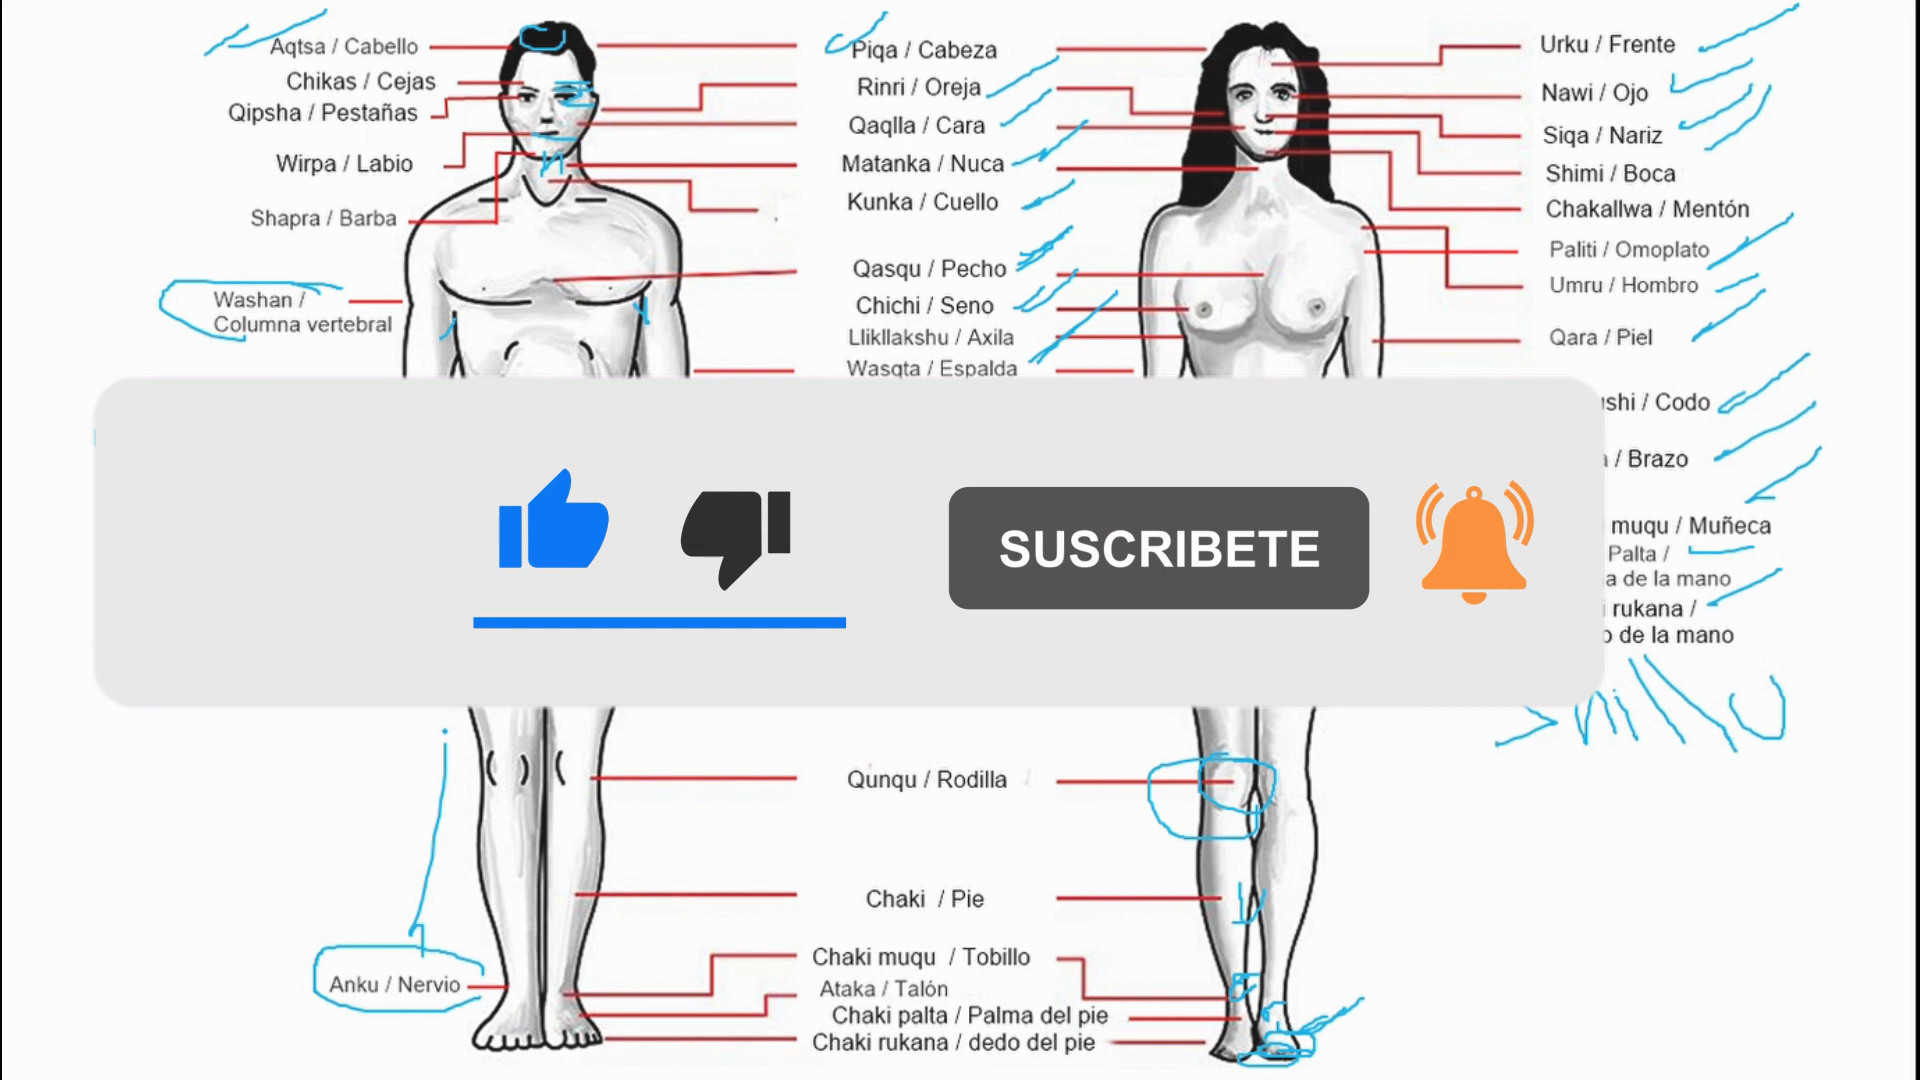 Aqtsa / Cabello
Chikas / Cejas
Qipsha / Pestañas
Wirpa / Labio
Shapra / Barba
Washan /
Columna vertebral
Piqa / Cabeza
Rinri / Oreja
Qaqlla / Cara
Matanka / Nuca
Kunka / Cuello
Qasqu / Pecho
Chichi / Seno
Llikllakshu / Axila
Wasqta / Espalda
Urku / Frente
Nawi / Ojo
Siqa / Nariz
Shimi / Boca
Chakallwa / Mentón
Paliti / Omoplato
Umru / Hombro
Qara / Piel
shi / Codo
/ Brazo
muqu / Muñeca
Palta /
a de la mano
rukana /
o de la mano
SUSCRIBETE
Qunqu / Rodilla
Chaki / Pie
Chaki muqu / Tobillo
Ataka / Talón
Chaki palta / Palma del pie
Chaki rukana / dedo del pie
Anku / Nervio